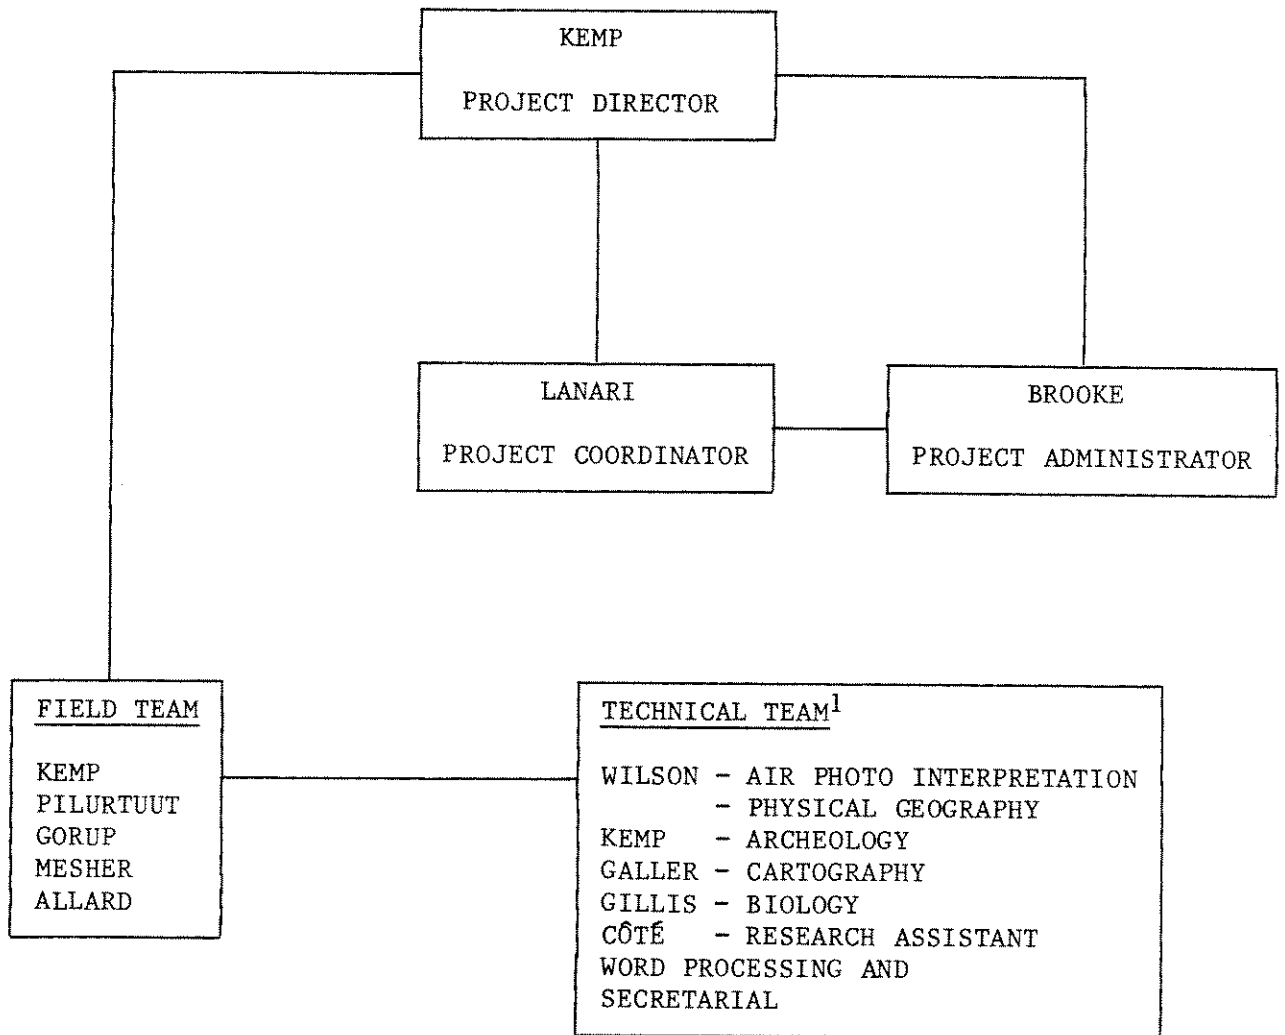 KEMP
PROJECT DIRECTOR
LANARI
PROJECT COORDINATOR
BROOKE
PROJECT ADMINISTRATOR
FIELD TEAM
KEMP
PILURTUUT
GORUP
MESHER
ALLARD
TECHNICAL TEAM1
WILSON - AIR PHOTO INTERPRETATION
- PHYSICAL GEOGRAPHY
KEMP - ARCHEOLOGY
GALLER - CARTOGRAPHY
GILLIS - BIOLOGY
CÔTÉ - RESEARCH ASSISTANT
WORD PROCESSING AND
SECRETARIAL